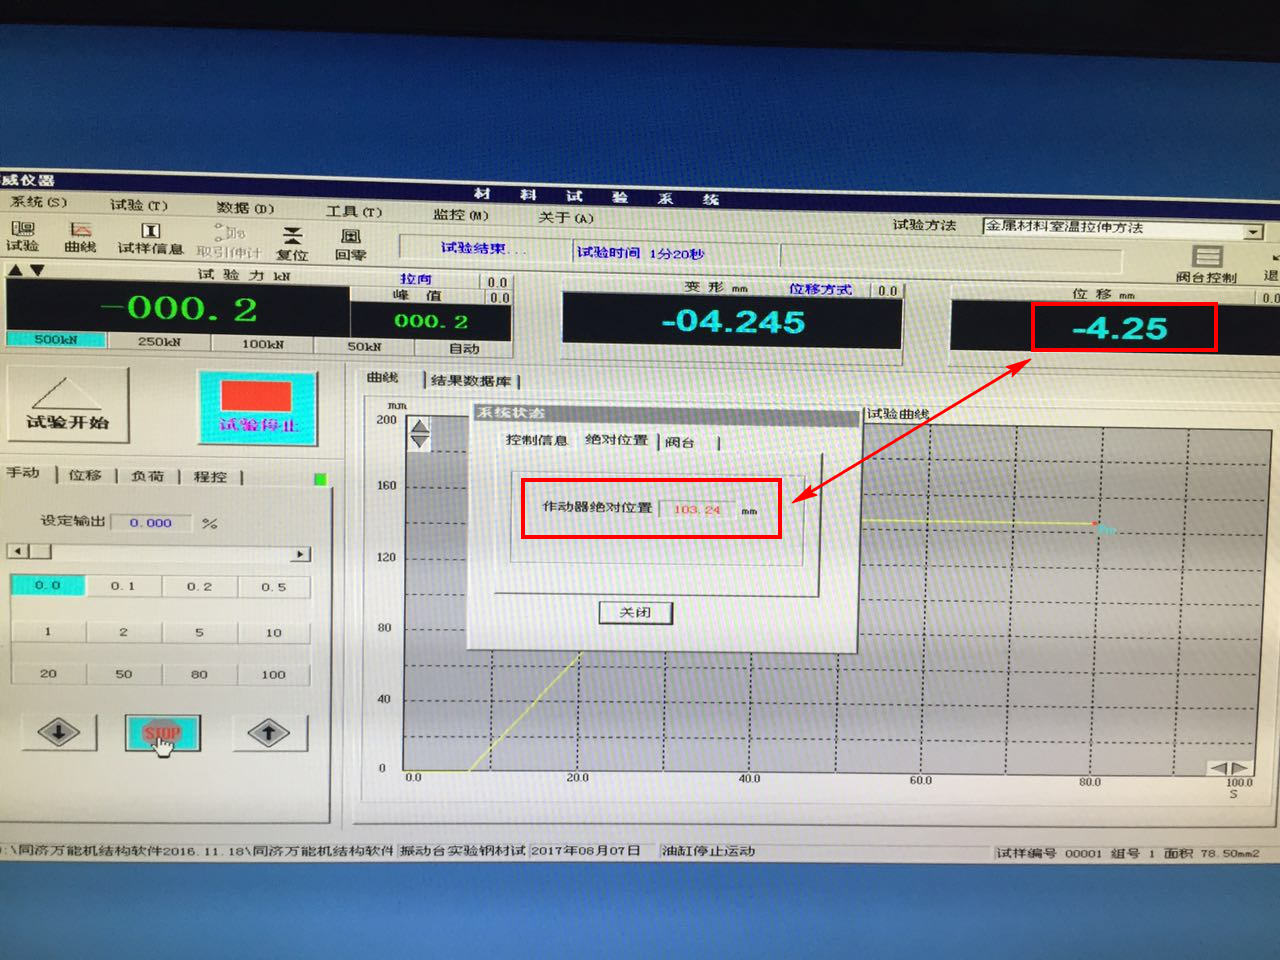 威仪器
材 料 试 验 系 统
系统(S) 试验(T) 数据(D) 工具(T) 监控(M) 关于(A)
试验方法 金属材料室温拉伸方法
试验 曲线 试样信息 取引伸计 复位 回零
试验结束... 试验时间 1分20秒
阀台控制 退
试 验 力 kN 拉向 0.0
峰 值 0.0
变 形 mm 位移方式 0.0
位 移 mm 0.0
-000.2 000.2 -04.245 -4.25
500kN 250kN 100kN 50kN 自动
试验开始 试验停止
曲线 结果数据库
试验曲线
手动 位移 负荷 程控
设定输出 0.000 %
0.0 0.1 0.2 0.5
1 2 5 10
20 50 80 100
STOP
系统状态
控制信息 绝对位置 阀台
作动器绝对位置 103.24 mm
关闭
mm
200
160
120
80
40
0
0.0 20.0 40.0 60.0 80.0 100.0
S
:\同济万能机结构软件2016.11.18\同济万能机结构软件 振动台实验钢材试 2017年08月07日 油缸停止运动 试样编号 00001 组号 1 面积 78.50mm2